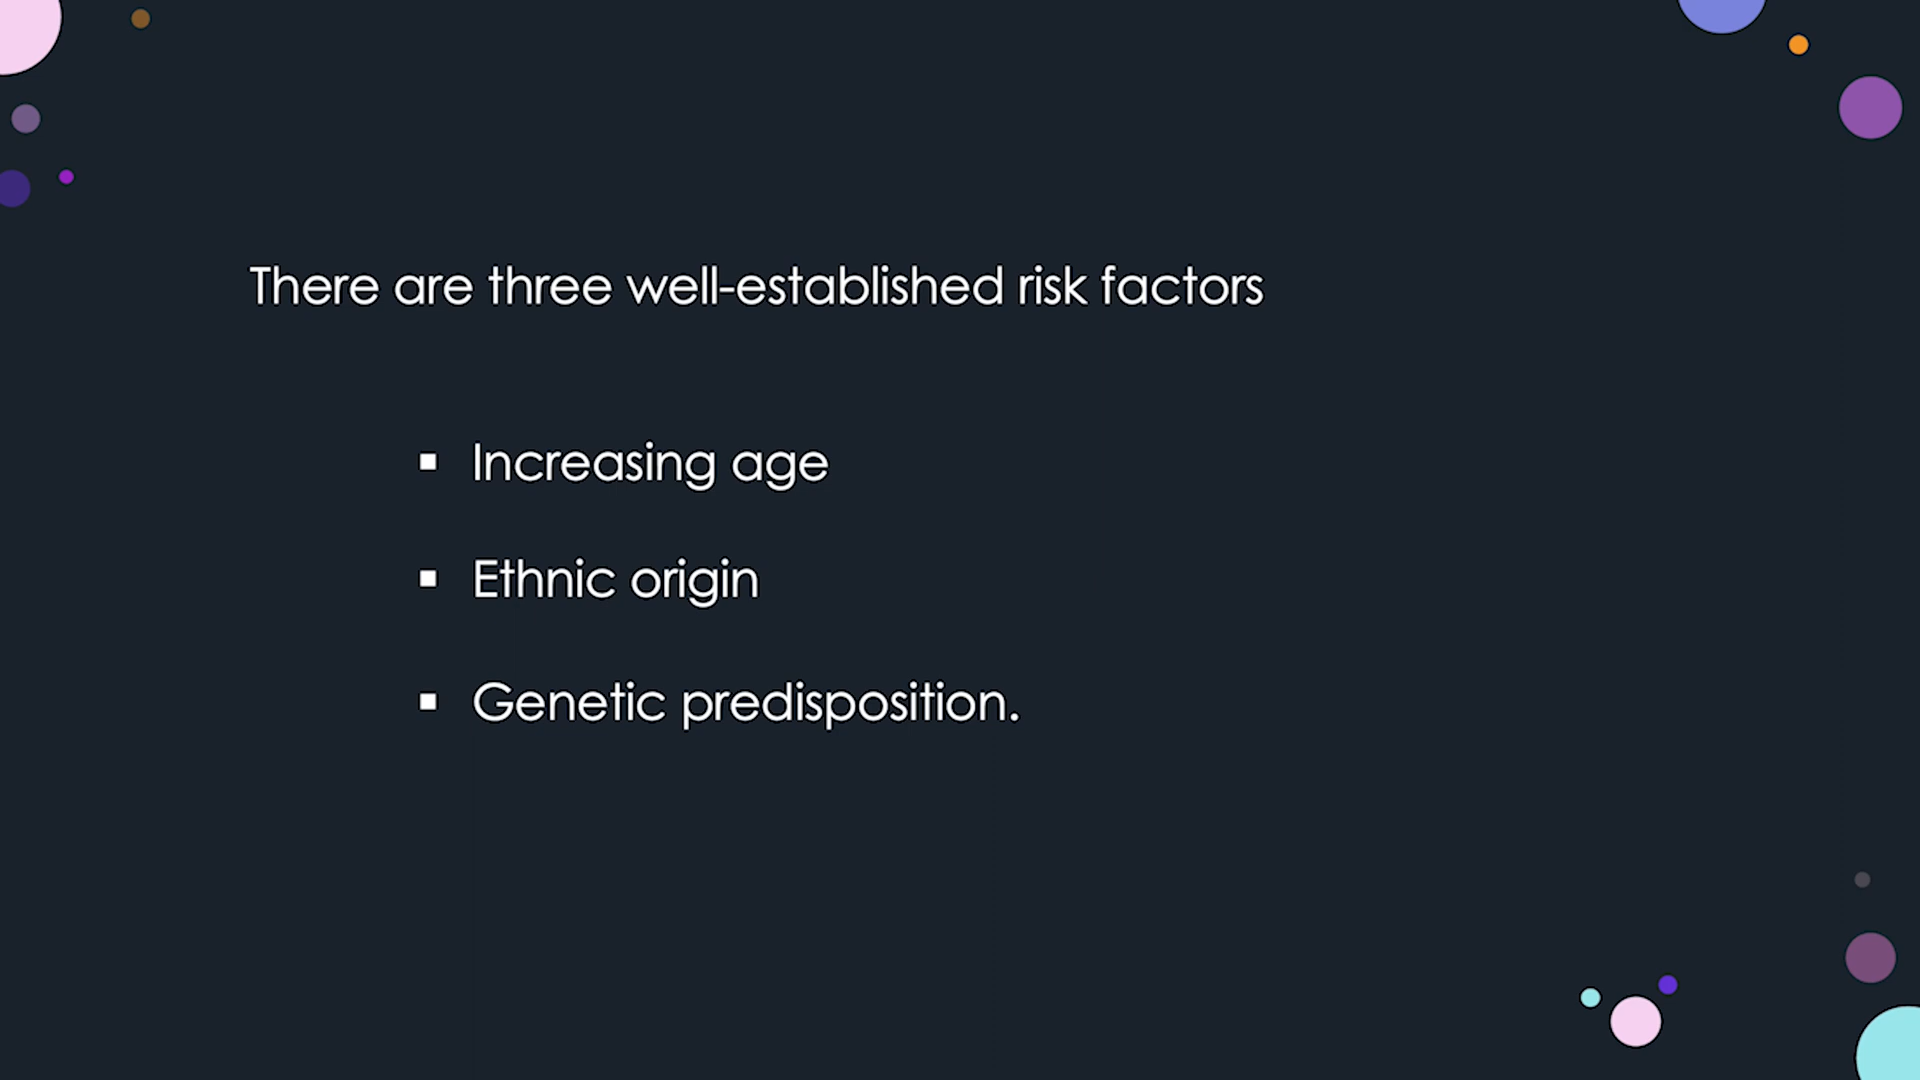 There are three well-established risk factors
▪ Increasing age
▪ Ethnic origin
▪ Genetic predisposition.